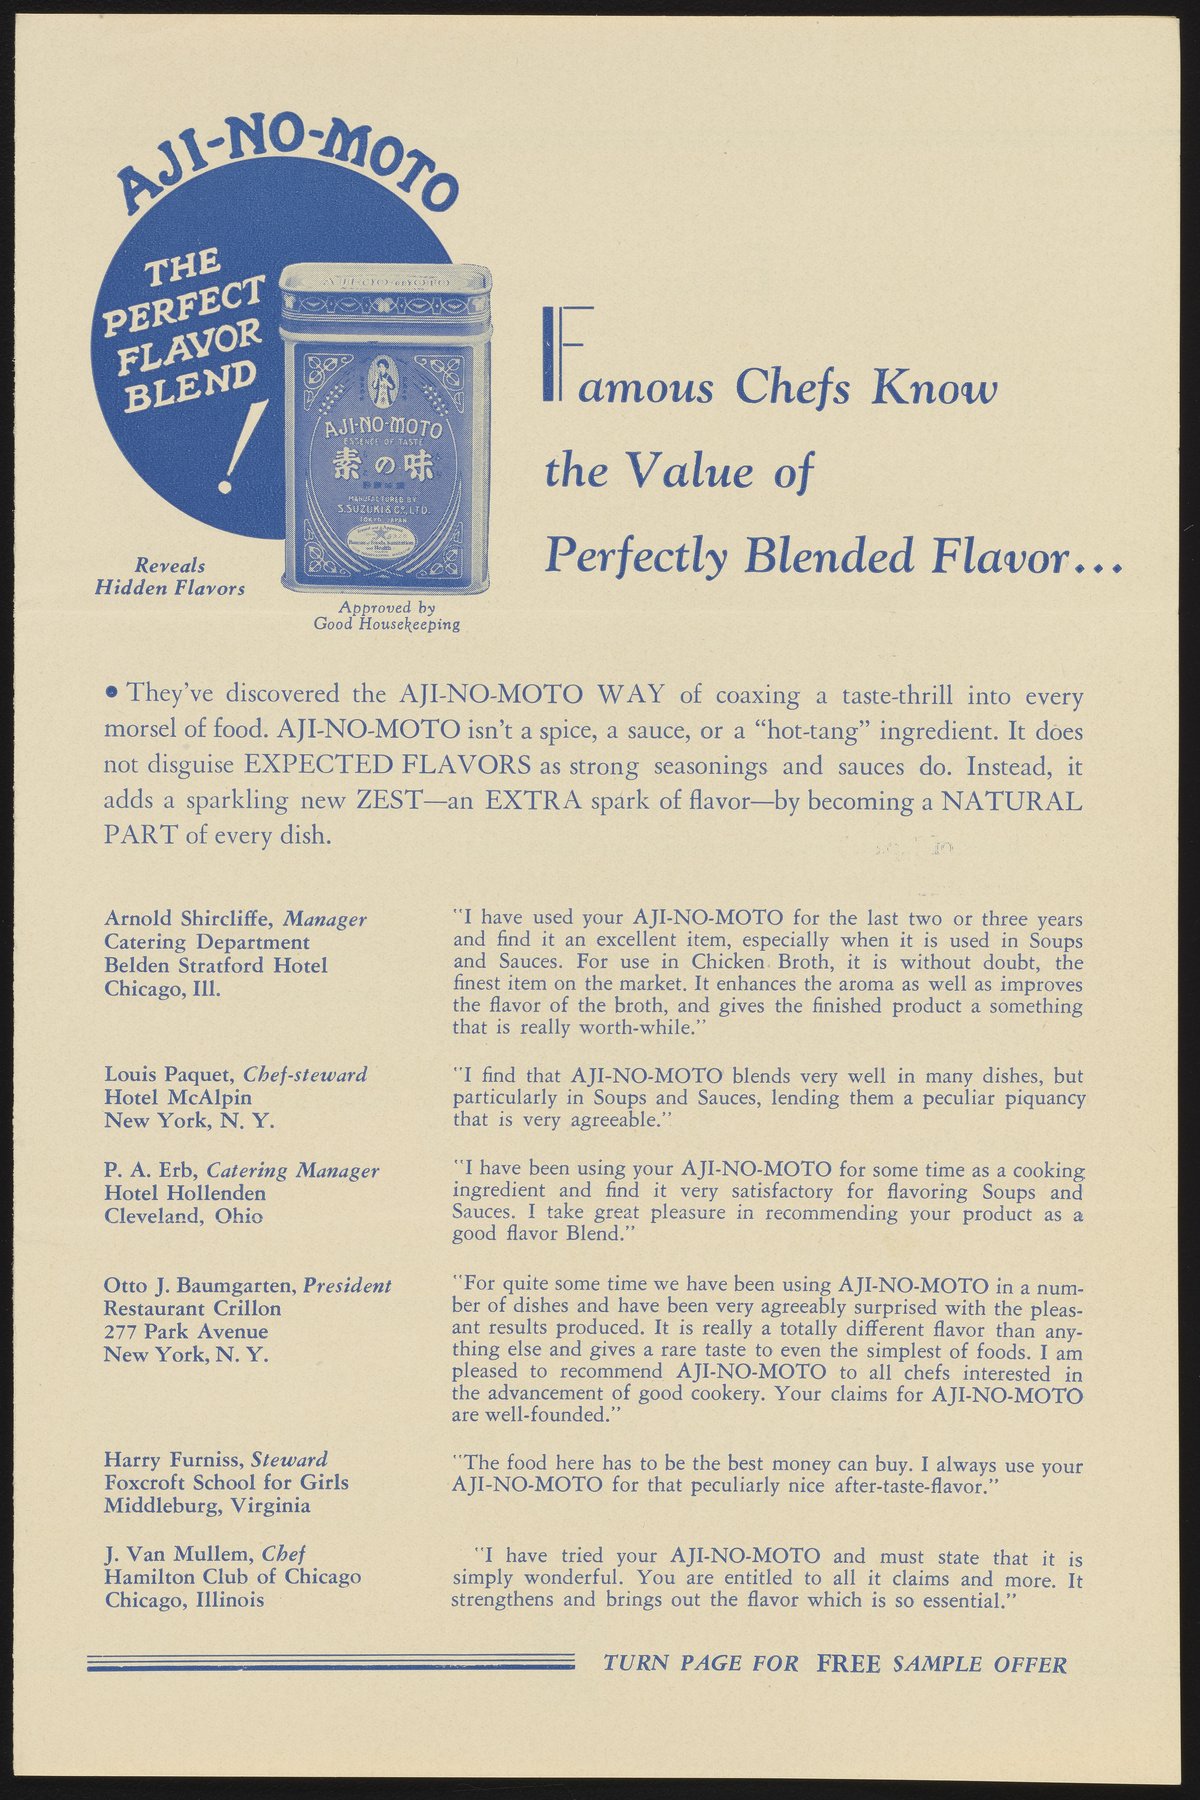 AJI-NO-MOTO
THE
PERFECT
FLAVOR
BLEND
!
AJI-NO-MOTO
AJI-NO-MOTO
ESSENCE OF TASTE
素の味
MANUFACTURED BY
S. SUZUKI & CO., LTD.
TOKYO, JAPAN
Reveals
Hidden Flavors
Approved by
Good Housekeeping
Famous Chefs Know
the Value of
Perfectly Blended Flavor...
• They've discovered the AJI-NO-MOTO WAY of coaxing a taste-thrill into every
morsel of food. AJI-NO-MOTO isn't a spice, a sauce, or a “hot-tang” ingredient. It does
not disguise EXPECTED FLAVORS as strong seasonings and sauces do. Instead, it
adds a sparkling new ZEST—an EXTRA spark of flavor—by becoming a NATURAL
PART of every dish.
Arnold Shircliffe, Manager
Catering Department
Belden Stratford Hotel
Chicago, Ill.
"I have used your AJI-NO-MOTO for the last two or three years
and find it an excellent item, especially when it is used in Soups
and Sauces. For use in Chicken Broth, it is without doubt, the
finest item on the market. It enhances the aroma as well as improves
the flavor of the broth, and gives the finished product a something
that is really worth-while."
Louis Paquet, Chef-steward
Hotel McAlpin
New York, N. Y.
"I find that AJI-NO-MOTO blends very well in many dishes, but
particularly in Soups and Sauces, lending them a peculiar piquancy
that is very agreeable."
P. A. Erb, Catering Manager
Hotel Hollenden
Cleveland, Ohio
"I have been using your AJI-NO-MOTO for some time as a cooking
ingredient and find it very satisfactory for flavoring Soups and
Sauces. I take great pleasure in recommending your product as a
good flavor Blend."
Otto J. Baumgarten, President
Restaurant Crillon
277 Park Avenue
New York, N. Y.
"For quite some time we have been using AJI-NO-MOTO in a num-
ber of dishes and have been very agreeably surprised with the pleas-
ant results produced. It is really a totally different flavor than any-
thing else and gives a rare taste to even the simplest of foods. I am
pleased to recommend AJI-NO-MOTO to all chefs interested in
the advancement of good cookery. Your claims for AJI-NO-MOTO
are well-founded."
Harry Furniss, Steward
Foxcroft School for Girls
Middleburg, Virginia
"The food here has to be the best money can buy. I always use your
AJI-NO-MOTO for that peculiarly nice after-taste-flavor."
J. Van Mullem, Chef
Hamilton Club of Chicago
Chicago, Illinois
"I have tried your AJI-NO-MOTO and must state that it is
simply wonderful. You are entitled to all it claims and more. It
strengthens and brings out the flavor which is so essential."
TURN PAGE FOR FREE SAMPLE OFFER